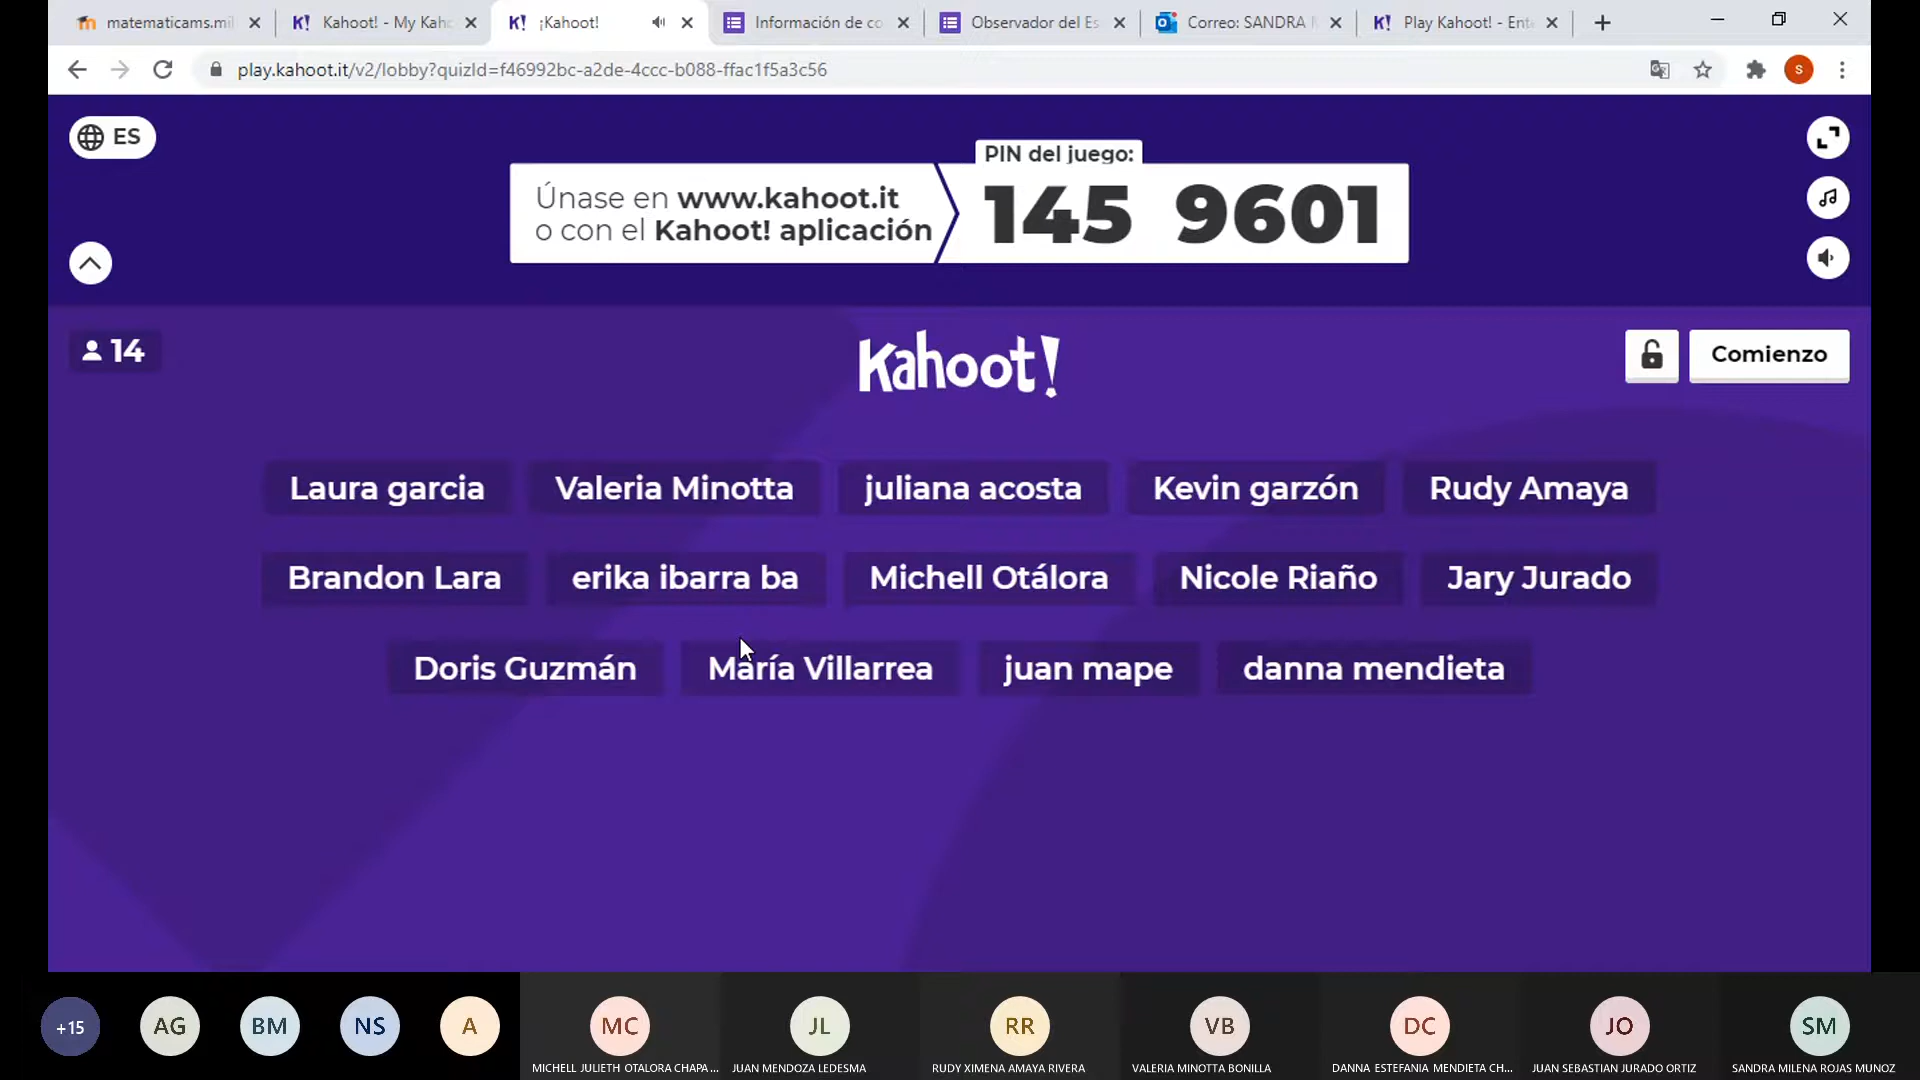 matematicams.mil
Kahoot! - My Kaho
¡Kahoot!
Información de co
Observador del Es
Correo: SANDRA
Play Kahoot! - Ent
play.kahoot.it/v2/lobby?quizId=f46992bc-a2de-4ccc-b088-ffac1f5a3c56
S
ES
Únase en www.kahoot.it
o con el Kahoot! aplicación
PIN del juego:
145 9601
14
Kahoot!
Comienzo
Laura garcia
Valeria Minotta
juliana acosta
Kevin garzón
Rudy Amaya
Brandon Lara
erika ibarra ba
Michell Otálora
Nicole Riaño
Jary Jurado
Doris Guzmán
María Villarrea
juan mape
danna mendieta
+15
AG
BM
NS
A
MC
JL
RR
VB
DC
JO
SM
MICHELL JULIETH OTALORA CHAPA...
JUAN MENDOZA LEDESMA
RUDY XIMENA AMAYA RIVERA
VALERIA MINOTTA BONILLA
DANNA ESTEFANIA MENDIETA CH...
JUAN SEBASTIAN JURADO ORTIZ
SANDRA MILENA ROJAS MUNOZ